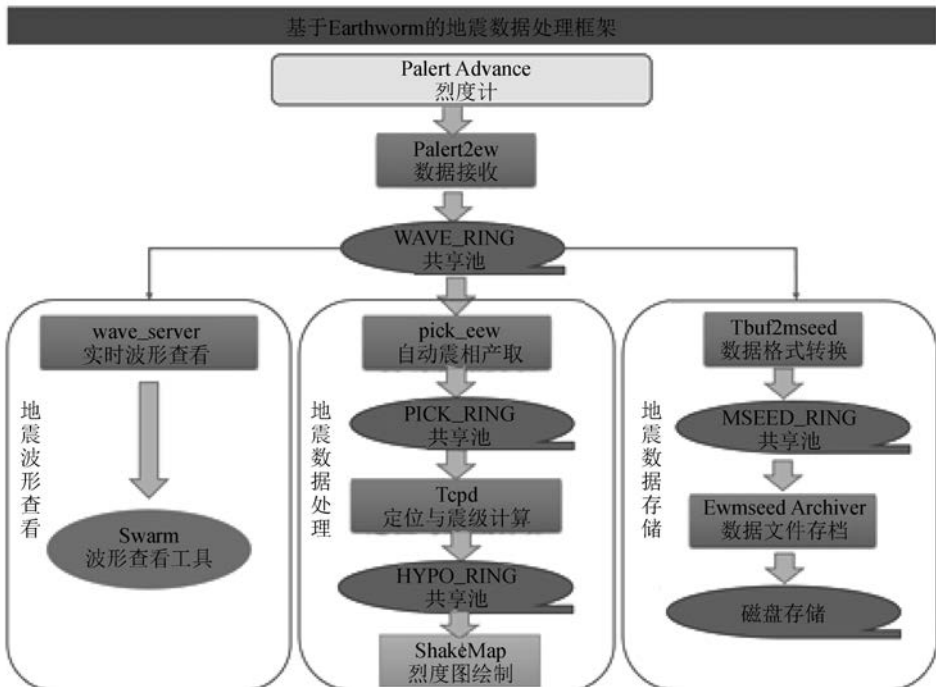 基于Earthworm的地震数据处理框架
Palert Advance
烈度计
Palert2ew
数据接收
WAVE_RING
共享池
wave_server
实时波形查看
Swarm
波形查看工具
地震波形查看
pick_eew
自动震相产取
PICK_RING
共享池
Tcpd
定位与震级计算
HYPO_RING
共享池
ShakeMap
烈度图绘制
地震数据处理
Tbuf2mseed
数据格式转换
MSEED_RING
共享池
Ewmseed Archiver
数据文件存档
磁盘存储
地震数据存储